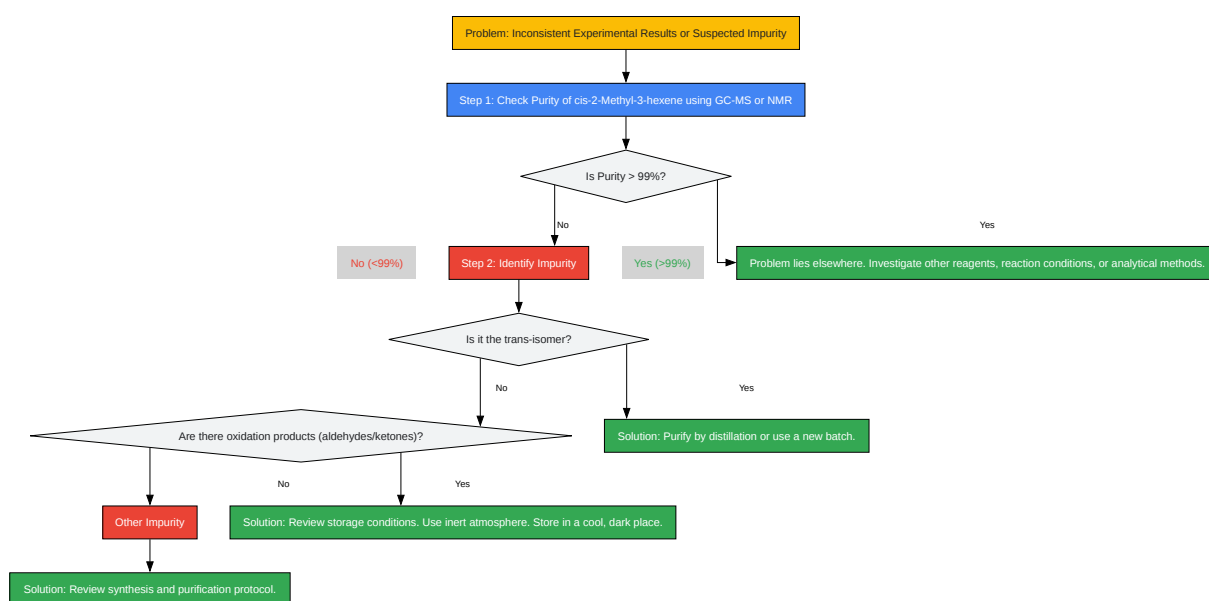 Problem: Inconsistent Experimental Results or Suspected Impurity
Step 1: Check Purity of cis-2-Methyl-3-hexene using GC-MS or NMR
Is Purity > 99%?
No
Yes
No (<99%)
Step 2: Identify Impurity
Yes (>99%)
Problem lies elsewhere. Investigate other reagents, reaction conditions, or analytical methods.
Is it the trans-isomer?
No
Yes
Are there oxidation products (aldehydes/ketones)?
Solution: Purify by distillation or use a new batch.
No
Yes
Other Impurity
Solution: Review storage conditions. Use inert atmosphere. Store in a cool, dark place.
Solution: Review synthesis and purification protocol.